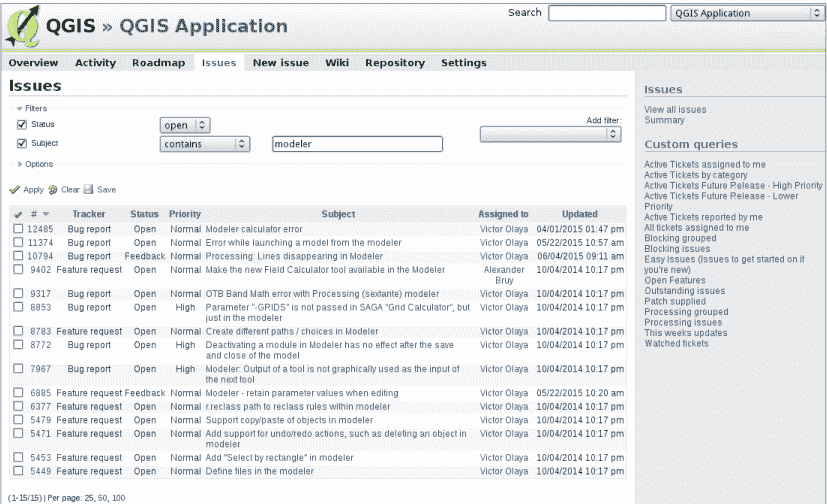 QGIS » QGIS Application
Search
QGIS Application
Overview Activity Roadmap Issues New issue Wiki Repository Settings
Issues
Filters
Status open
Add filter:
Subject contains modeler
Options
Apply Clear Save
# Tracker Status Priority Subject Assigned to Updated
12485 Bug report Open Normal Modeler calculator error Victor Olaya 04/01/2015 01:47 pm
11374 Bug report Open Normal Error while launching a model from the modeler Victor Olaya 05/22/2015 10:57 am
10794 Bug report Feedback Normal Processing: Lines disappearing in Modeler Victor Olaya 06/04/2015 09:11 am
9402 Feature request Open Normal Make the new Field Calculator tool available in the Modeler Alexander 10/04/2014 10:17 pm
Bruy
9317 Bug report Open Normal OTB Band Math error with Processing (sextante) modeler Victor Olaya 10/04/2014 10:17 pm
8853 Bug report Open High Parameter "-GRIDS" is not passed in SAGA "Grid Calculator", but Victor Olaya 10/04/2014 10:17 pm
just in the modeler
8783 Feature request Open Normal Create different paths / choices in Modeler Victor Olaya 10/04/2014 10:17 pm
8772 Bug report Open High Deactivating a module in Modeler has no effect after the save Victor Olaya 10/04/2014 10:17 pm
and close of the model
7967 Bug report Open High Modeler: Output of a tool is not graphically used as the input of Victor Olaya 10/04/2014 10:17 pm
the next tool
6885 Feature request Feedback Normal Modeler - retain parameter values when editing Victor Olaya 05/22/2015 10:20 am
6377 Feature request Open Normal r.reclass path to reclass rules within modeler Victor Olaya 10/04/2014 10:17 pm
5479 Feature request Open Normal Support copy/paste of objects in modeler Victor Olaya 10/04/2014 10:17 pm
5471 Feature request Open Normal Add support for undo/redo actions, such as deleting an object in Victor Olaya 10/04/2014 10:17 pm
modeler
5453 Feature request Open Normal Add "Select by rectangle" in modeler Victor Olaya 10/04/2014 10:17 pm
5449 Feature request Open Normal Define files in the modeler Victor Olaya 10/04/2014 10:17 pm
(1-15/15) | Per page: 25, 50, 100
Issues
View all issues
Summary
Custom queries
Active Tickets assigned to me
Active Tickets by category
Active Tickets Future Release - High Priority
Active Tickets Future Release - Lower
Priority
Active Tickets reported by me
All tickets assigned to me
Blocking grouped
Blocking issues
Easy Issues (Issues to get started on if
you're new)
Open Features
Outstanding issues
Patch supplied
Processing grouped
Processing issues
This weeks updates
Watched tickets